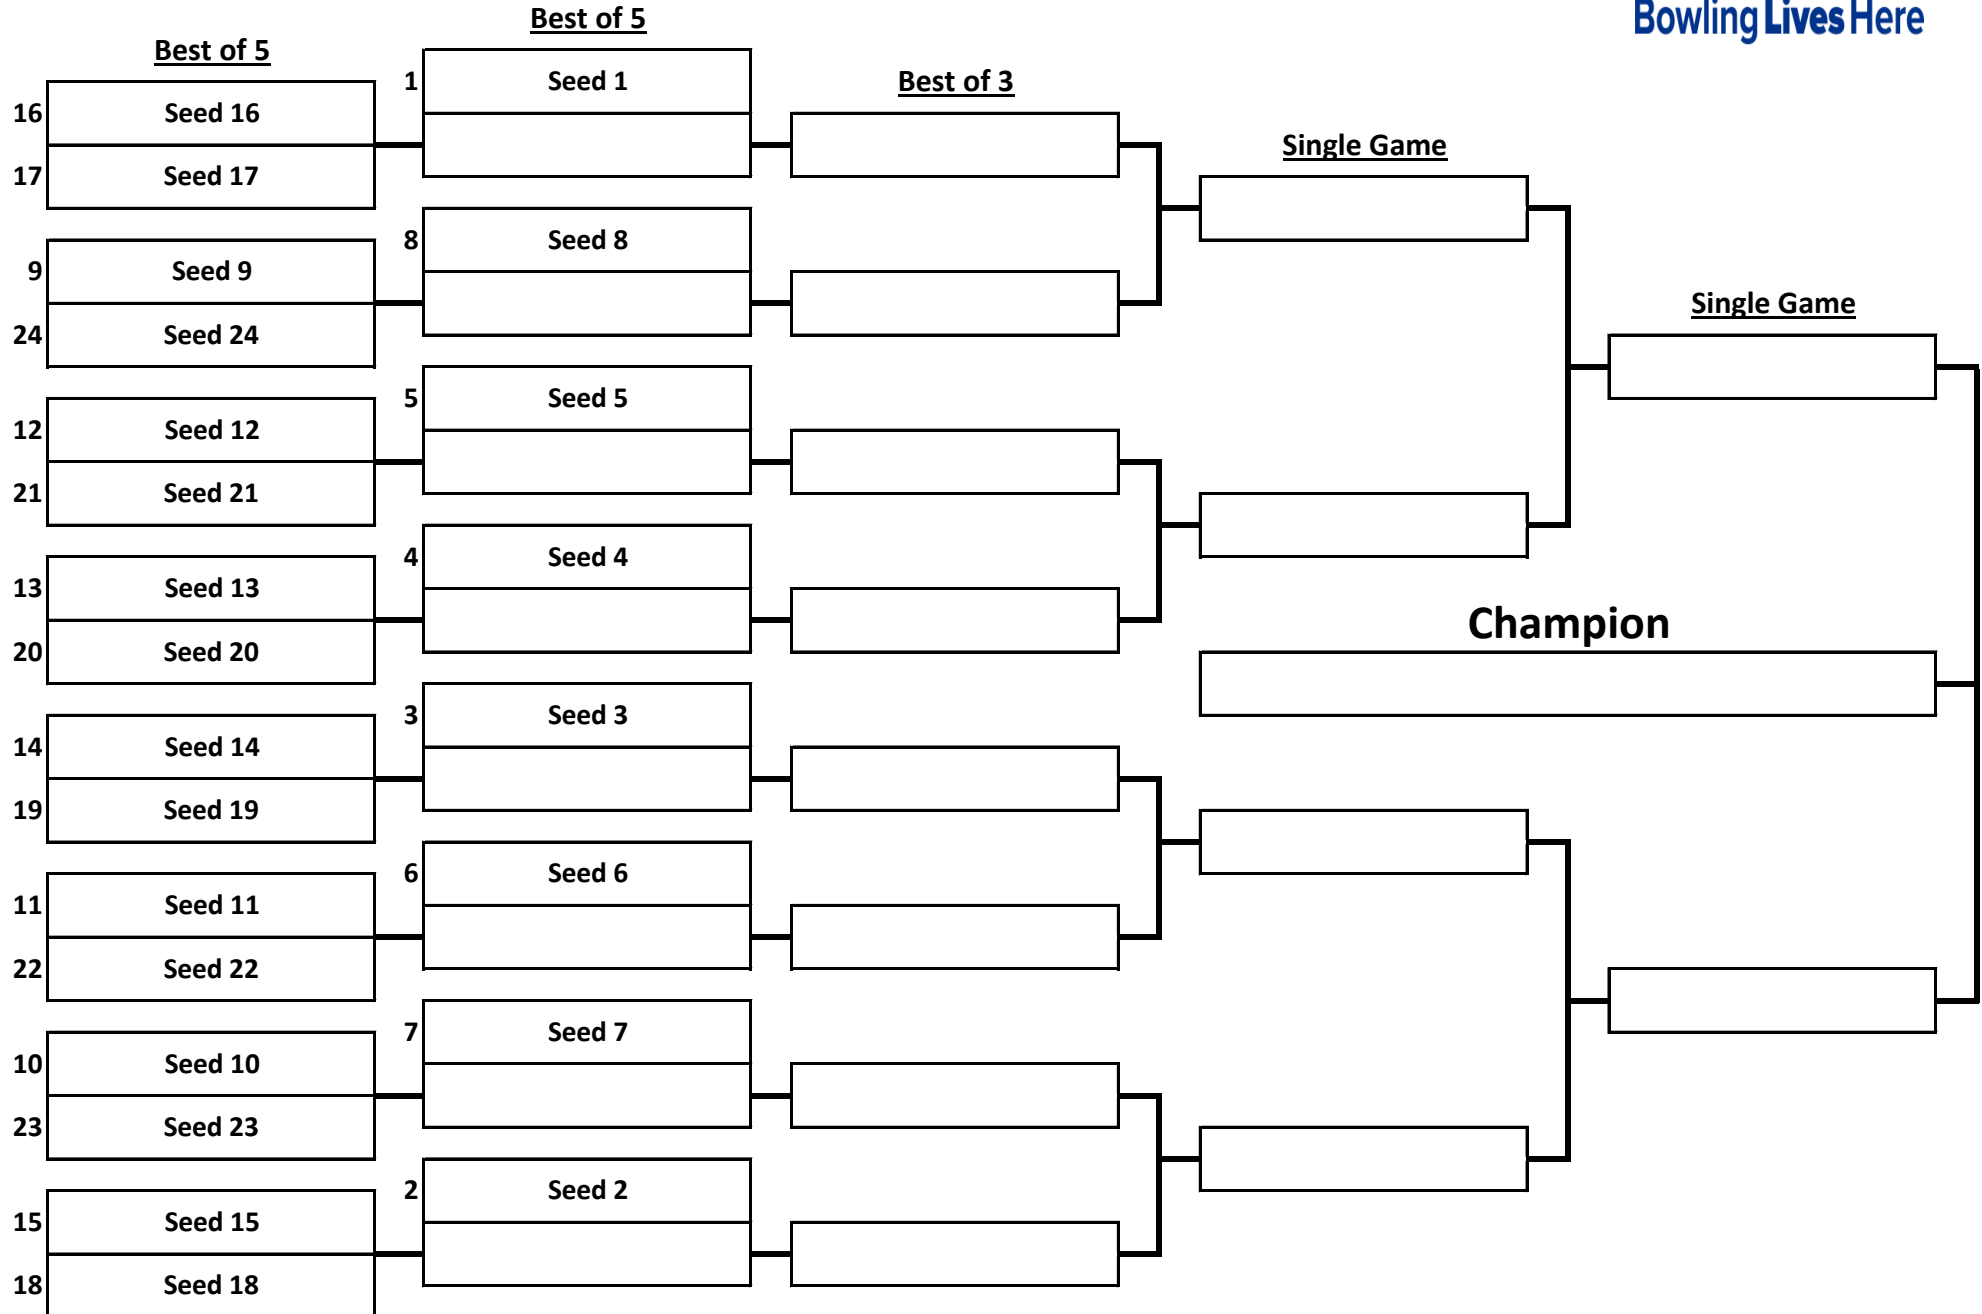 Bowling Lives Here
Best of 5
Best of 5
Best of 3
Single Game
Single Game
1 Seed 1
16 Seed 16
17 Seed 17
8 Seed 8
9 Seed 9
24 Seed 24
5 Seed 5
12 Seed 12
21 Seed 21
4 Seed 4
13 Seed 13
20 Seed 20
Champion
3 Seed 3
14 Seed 14
19 Seed 19
6 Seed 6
11 Seed 11
22 Seed 22
7 Seed 7
10 Seed 10
23 Seed 23
2 Seed 2
15 Seed 15
18 Seed 18